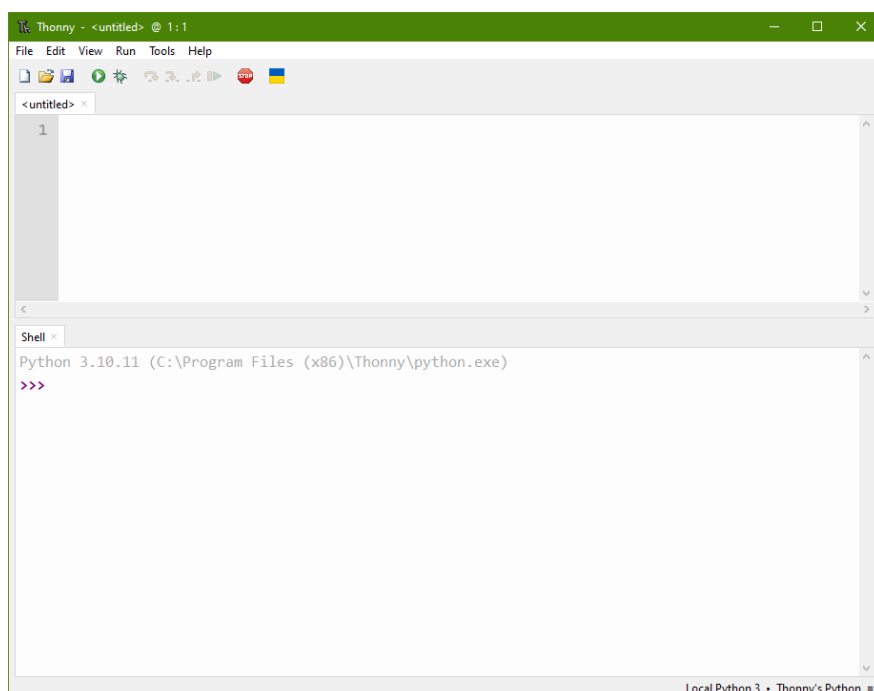 Thonny - <untitled> @ 1:1
File Edit View Run Tools Help
STOP
<untitled> ×
1
Shell ×
Python 3.10.11 (C:\Program Files (x86)\Thonny\python.exe)
>>>
Local Python 3 • Thonny's Python ≡